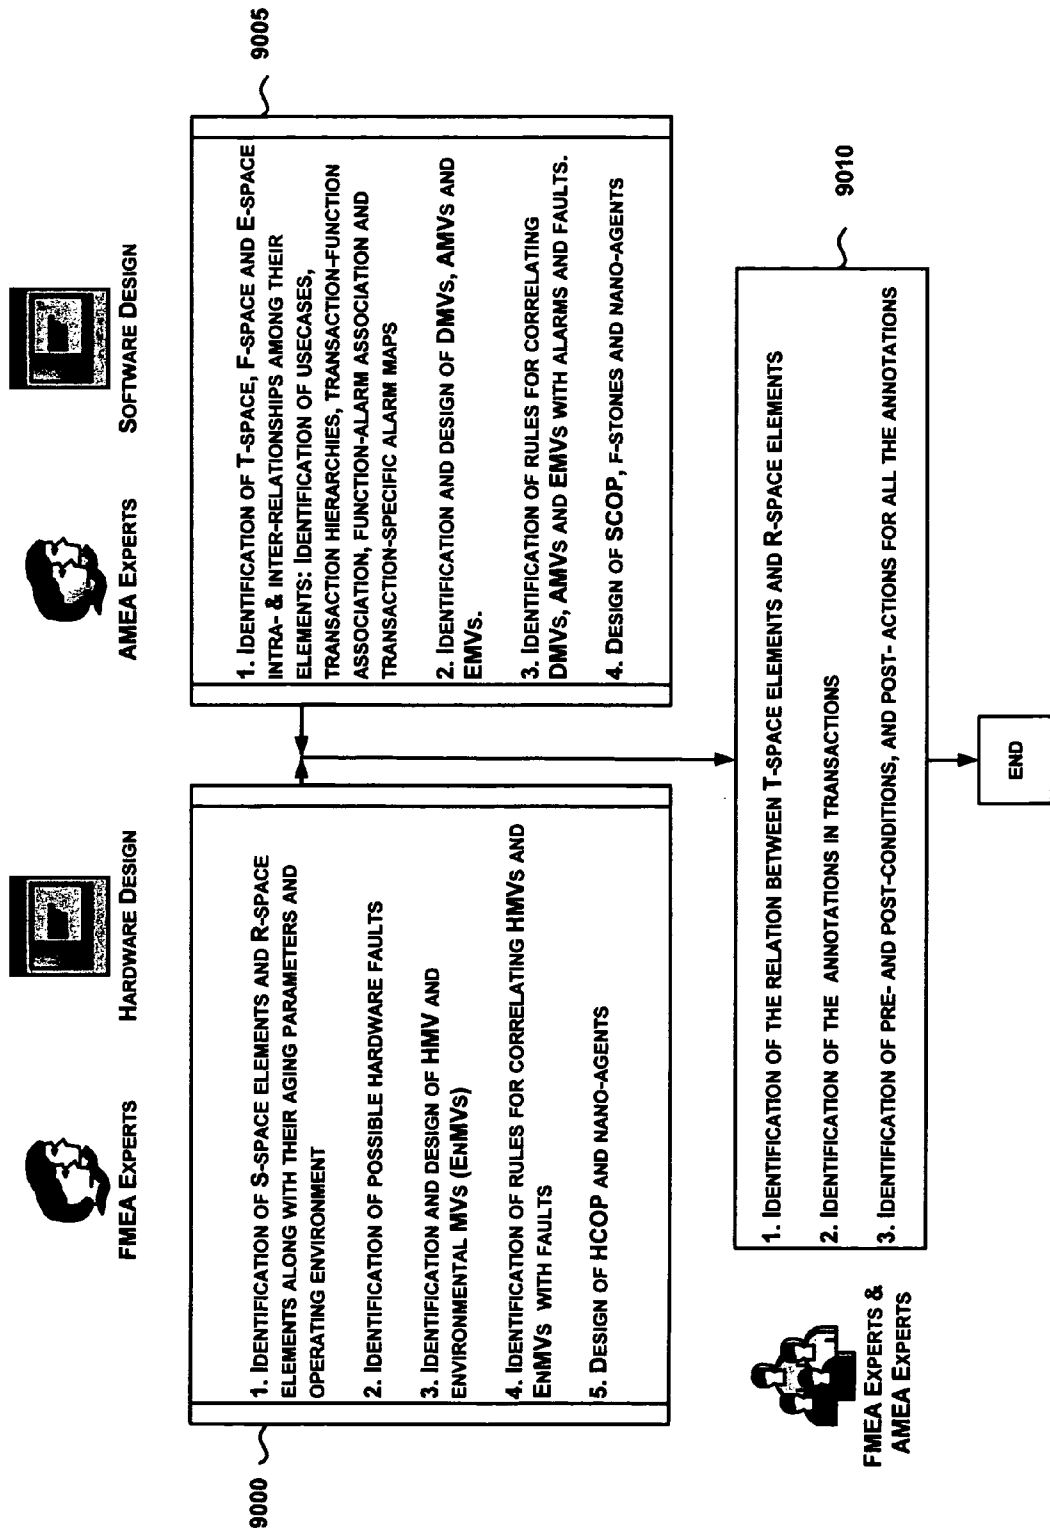 FMEA EXPERTS
HARDWARE DESIGN
AMEA EXPERTS
SOFTWARE DESIGN
9000
1. IDENTIFICATION OF S-SPACE ELEMENTS AND R-SPACE
ELEMENTS ALONG WITH THEIR AGING PARAMETERS AND
OPERATING ENVIRONMENT
2. IDENTIFICATION OF POSSIBLE HARDWARE FAULTS
3. IDENTIFICATION AND DESIGN OF HMV AND
ENVIRONMENTAL MVS (ENMVS)
4. IDENTIFICATION OF RULES FOR CORRELATING HMVS AND
ENMVS WITH FAULTS
5. DESIGN OF HCOP AND NANO-AGENTS
9005
1. IDENTIFICATION OF T-SPACE, F-SPACE AND E-SPACE
INTRA- & INTER-RELATIONSHIPS AMONG THEIR
ELEMENTS: IDENTIFICATION OF USECASES,
TRANSACTION HIERARCHIES, TRANSACTION-FUNCTION
ASSOCIATION, FUNCTION-ALARM ASSOCIATION AND
TRANSACTION-SPECIFIC ALARM MAPS
2. IDENTIFICATION AND DESIGN OF DMVS, AMVS AND
EMVS.
3. IDENTIFICATION OF RULES FOR CORRELATING
DMVS, AMVS AND EMVS WITH ALARMS AND FAULTS.
4. DESIGN OF SCOP, F-STONES AND NANO-AGENTS
FMEA EXPERTS &
AMEA EXPERTS
9010
1. IDENTIFICATION OF THE RELATION BETWEEN T-SPACE ELEMENTS AND R-SPACE ELEMENTS
2. IDENTIFICATION OF THE ANNOTATIONS IN TRANSACTIONS
3. IDENTIFICATION OF PRE- AND POST-CONDITIONS, AND POST- ACTIONS FOR ALL THE ANNOTATIONS
END